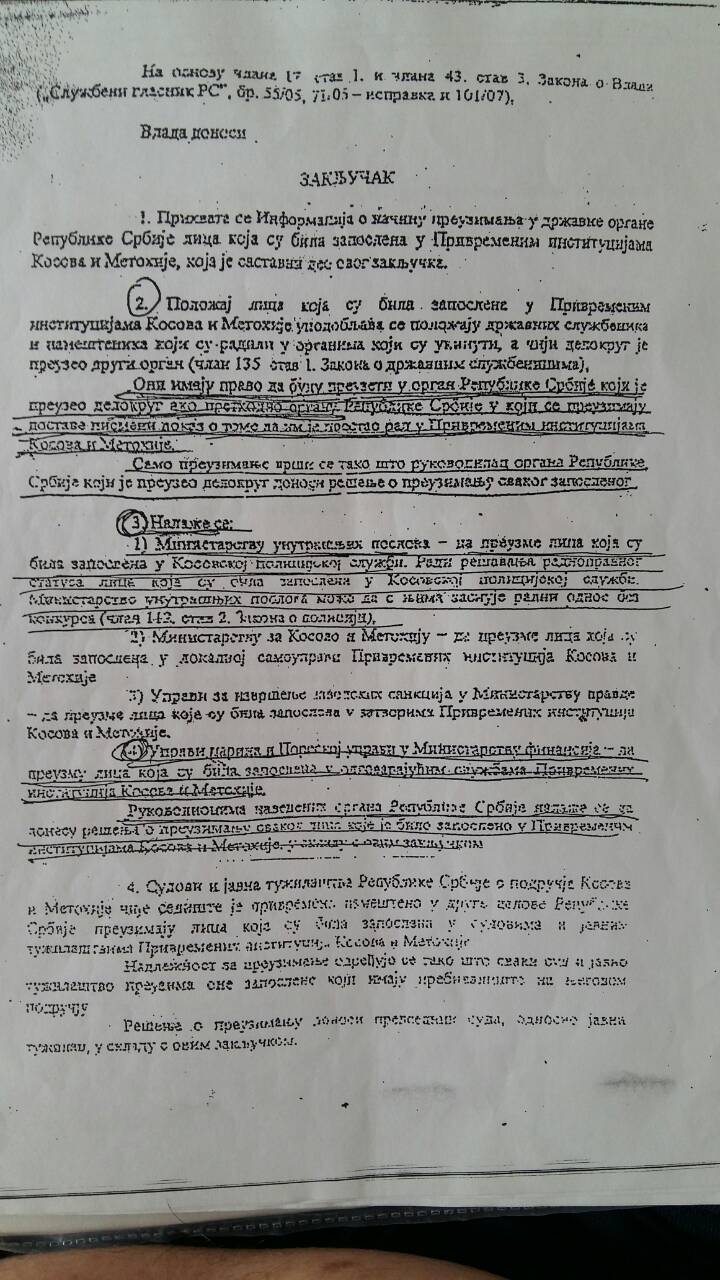 На основу члана 17 став 1. и члана 43. став 3. Закона о Влади
(„Службени гласник РС", бр. 55/05, 71/05 – исправка и 101/07),
Влада доноси
ЗАКЉУЧАК
1. Прихвата се Информација о начину преузимања у државне органе
Републике Србије лица која су била запослена у Привременим институцијама
Косова и Метохије, која је саставни део овог закључка.
2. Положај лица која су била запослена у Привременим
институцијама Косова и Метохије уподобљава се положају државних службеника
и намештеника који су радили у органима који су укинути, а чији делокруг је
преузео други орган (члан 135 став 1. Закона о државним службеницима).
Они имају право да буду преузети у орган Републике Србије који је
преузео делокруг ако претходно органу Републике Србије у који се преузимају
доставе писмени доказ о томе да им је престао рад у Привременим институцијама
Косова и Метохије.
Само преузимање врши се тако што руководилац органа Републике
Србије који је преузео делокруг доноси решење о преузимању сваког запосленог
3. Налаже се:
1) Министарству унутрашњих послова – да преузме лица која су
била запослена у Косовској полицијској служби. Ради решавања радноправног
статуса лица која су била запослена у Косовској полицијској служби.
Министарство унутрашњих послова може да с њима заснује радни однос без
конкурса (члан 143. став 2. Закона о полицији),
2) Министарству за Косово и Метохију – да преузме лица која су
била запослена у локалној самоуправи Привремених институција Косова и
Метохије
3) Управи за извршење заводских санкција у Министарству правде
– да преузме лица које су била запослена у затворима Привремених институција
Косова и Метохије.
4) Управи царина и Пореској управи у Министарству финансија – да
преузму лица која су била запослена у одговарајућим службама Привремених
институција Косова и Метохије.
Руководиоцима наведених органа Републике Србије налаже се да
донесу решења о преузимању сваког лица које је било запослено у Привременим
институцијама Косова и Метохије, у складу с овим закључком
4. Судови и јавна тужилаштва Републике Србије с подручја Косова
и Метохије чије седиште је привремено измештено у друге делове Републике
Србије преузимају лица која су била запослена у судовима и јавним
тужилаштвима Привремених институција Косова и Метохије
Надлежност за преузимање одређује се тако што сваки суд и јавно
тужилаштво преузима оне запослене који имају пребивалиште на његовом
подручју
Решење о преузимању доноси председник суда, односно јавни
тужилац, у складу с овим закључком.